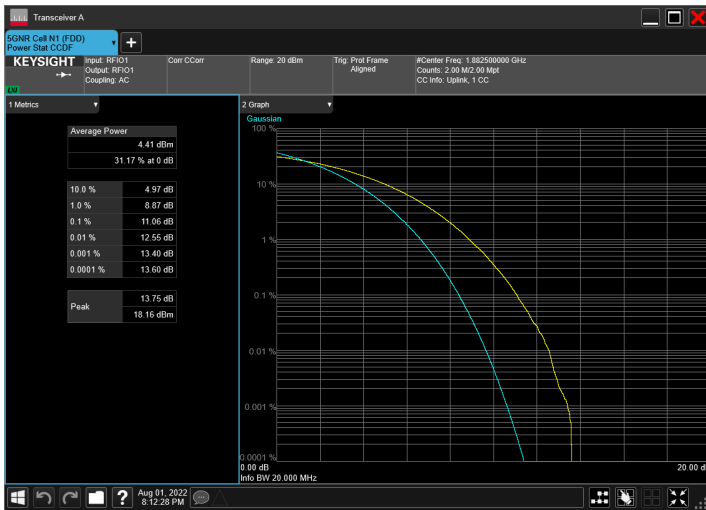 Transceiver A
5GNR Cell N1 (FDD)
Power Stat CCDF
KEYSIGHT
LXI
Input: RFIO1
Output: RFIO1
Coupling: AC
Corr CCorr
Range: 20 dBm
Trig: Prot Frame
Aligned
#Center Freq: 1.882500000 GHz
Counts: 2.00 M/2.00 Mpt
CC Info: Uplink, 1 CC
1 Metrics
Average Power
4.41 dBm
31.17 % at 0 dB
10.0 % 4.97 dB
1.0 % 8.87 dB
0.1 % 11.06 dB
0.01 % 12.55 dB
0.001 % 13.40 dB
0.0001 % 13.60 dB
Peak
13.75 dB
18.16 dBm
2 Graph
Gaussian
100 %
10 %
1 %
0.1 %
0.01 %
0.001 %
0.0001 %
0.00 dB
20.00 d
Info BW 20.000 MHz
Aug 01, 2022
8:12:28 PM